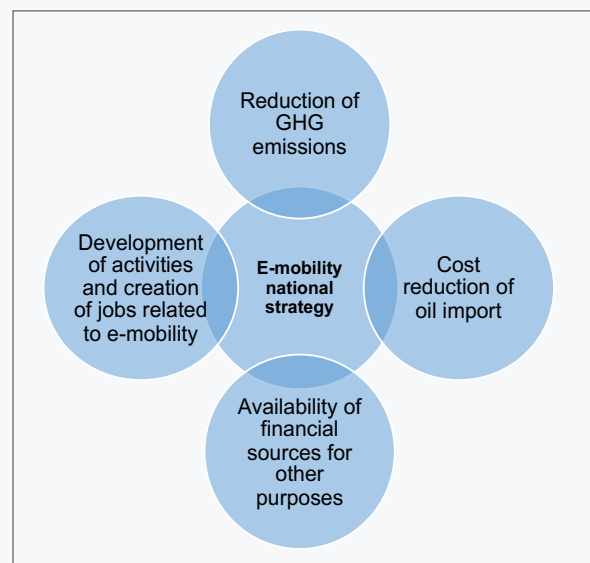 Reduction of
GHG
emissions
Development
of activities
and creation
of jobs related
to e-mobility
E-mobility
national
strategy
Cost
reduction of
oil import
Availability of
financial
sources for
other
purposes